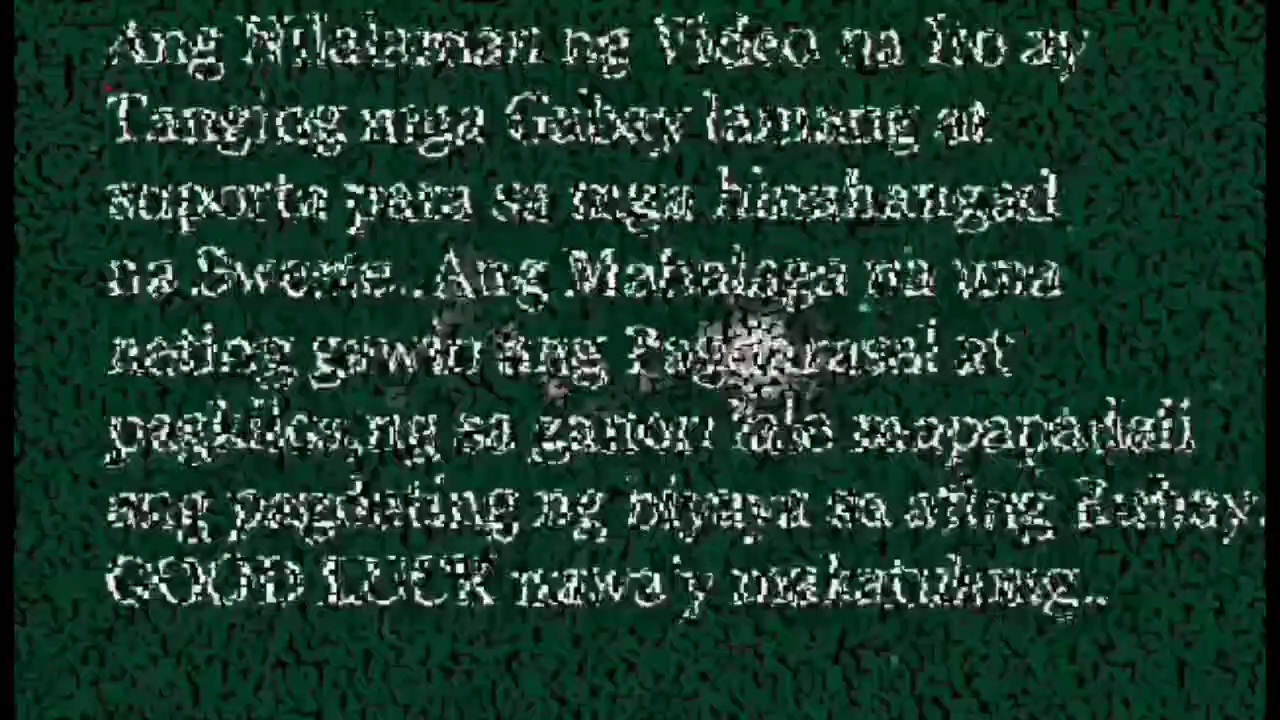 Ang Nilalaman ng Video na Ito ay
Tanging mga Gabay lamang at
suporta para sa mga hinahangad
na Swerte..Ang Mahalaga na una
nating gawin ang Pagdarasal at
pagkilos,ng sa ganon lalo mapapadali
ang pagdating ng biyaya sa ating Buhay.
GOOD LUCK nawa'y makatulong..